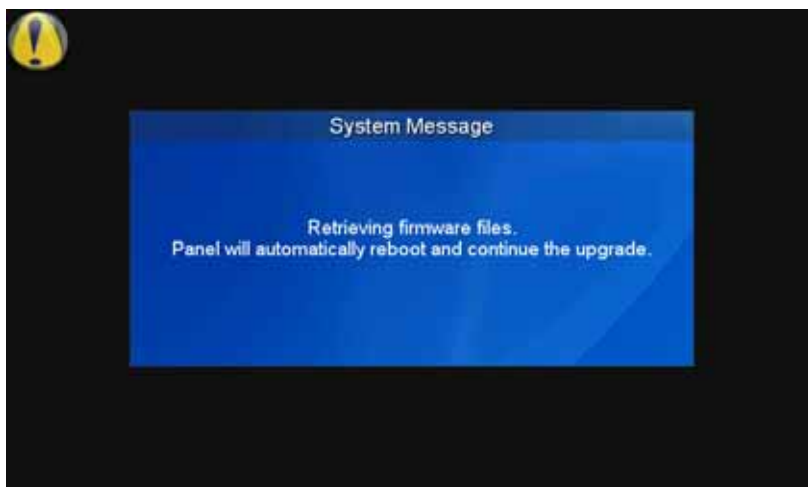 System Message
Retrieving firmware files.
Panel will automatically reboot and continue the upgrade.